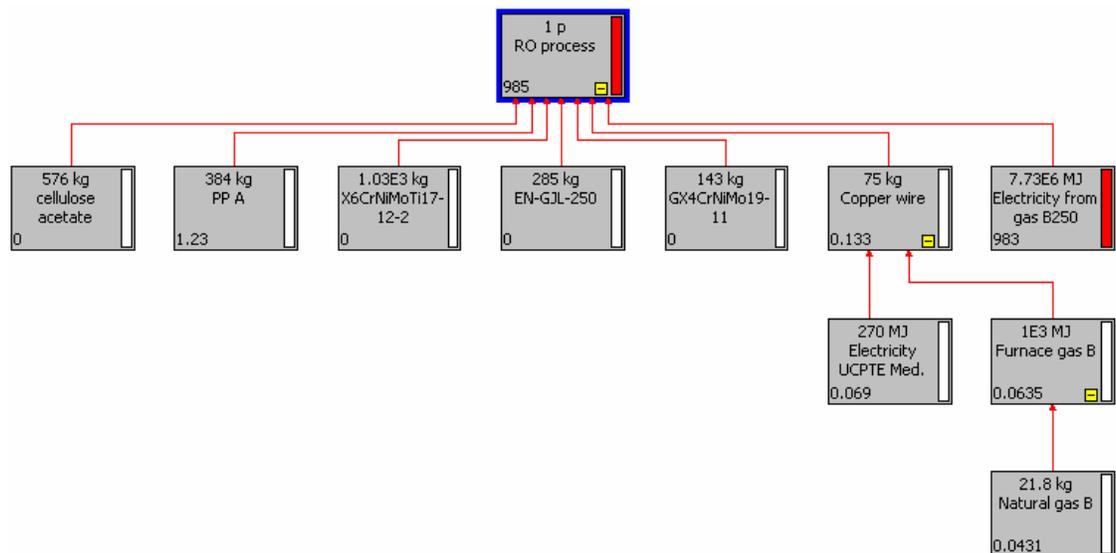 1 p
RO process
985
576 kg
cellulose
acetate
0
384 kg
PP A
1.23
1.03E3 kg
X6CrNiMoTi17-
12-2
0
285 kg
EN-GJL-250
0
143 kg
GX4CrNiMo19-
11
0
75 kg
Copper wire
0.133
7.73E6 MJ
Electricity from
gas B250
983
270 MJ
Electricity
UCPTE Med.
0.069
1E3 MJ
Furnace gas B
0.0635
21.8 kg
Natural gas B
0.0431